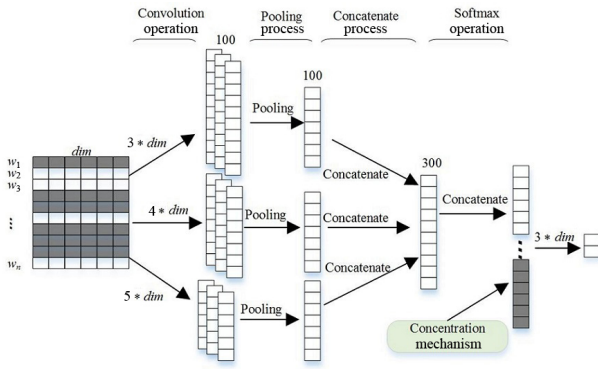 Convolution
operation
Pooling
process
Concatenate
process
Softmax
operation
100
100
Pooling
dim
3 * dim
w1
w2
w3
...
wn
Concatenate
300
4 * dim
Pooling
Concatenate
Concatenate
3 * dim
Concatenate
5 * dim
Pooling
Concentration
mechanism